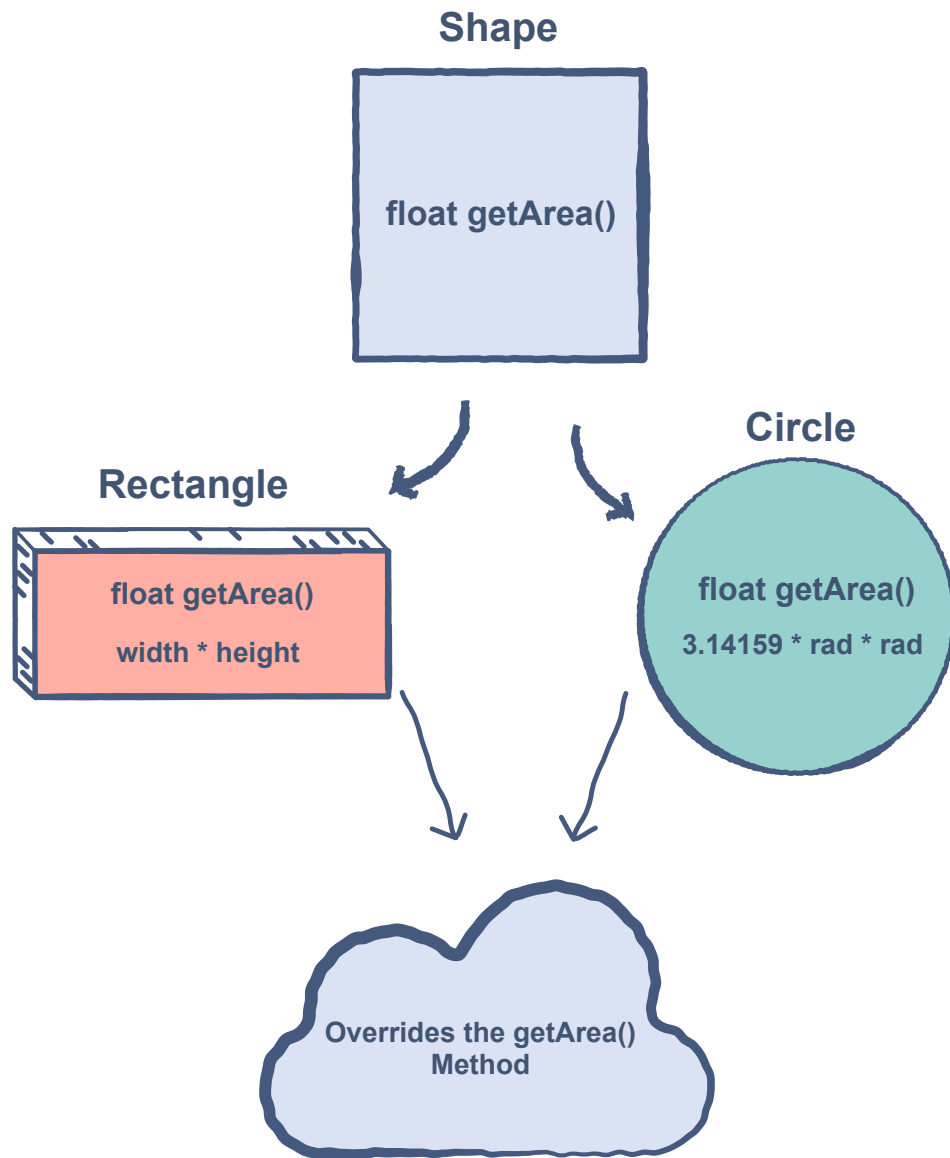 Shape
float getArea()
Rectangle
float getArea()
width * height
Circle
float getArea()
3.14159 * rad * rad
Overrides the getArea()
Method